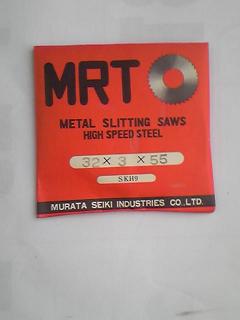 MRT
METAL SLITTING SAWS
HIGH SPEED STEEL
32 × 3 × 55
SKH9
MURATA SEIKI INDUSTRIES CO.,LTD.